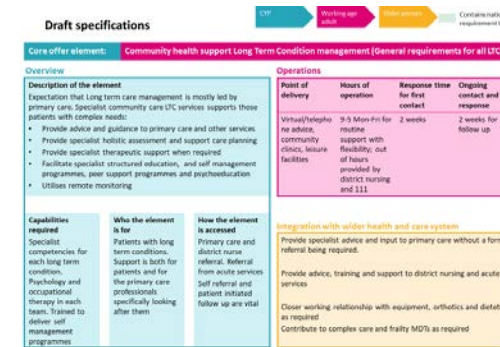 Draft specifications
CYP
Working age
adult
Older person
Contains nati
requirement
Core offer element:
Community health support Long Term Condition management (General requirements for all LTC
Overview
Description of the element
Expectation that Long term care management is mostly led by
primary care. Specialist community care LTC services supports those
patients with complex needs:
• Provide advice and guidance to primary care and other services
• Provide specialist holistic assessment and support care planning
• Provide specialist therapeutic support when required
• Facilitate specialist structured education, and self management
programmes, peer support programmes and psychoeducation
• Utilises remote monitoring
Capabilities
required
Specialist
competencies for
each long term
condition.
Psychology and
occupational
therapy in each
team. Trained to
deliver self
management
programmes
Who the element
is for
Patients with long
term conditions.
Support is both for
patients and for
the primary care
professionals
specifically looking
after them
How the element
is accessed
Primary care and
district nurse
referral. Referral
from acute services
Self referral and
patient initiated
follow up are vital
Operations
Point of
delivery
Hours of
operation
Response time
for first
contact
Ongoing
contact and
response
Virtual/telepho
ne advice,
community
clinics, leisure
facilities
9-5 Mon-Fri for
routine
support with
flexibility; out
of hours
provided by
district nursing
and 111
2 weeks
2 weeks for
follow up
Integration with wider health and care system
Provide specialist advice and input to primary care without a form
referral being required.
Provide advice, training and support to district nursing and acute
services
Closer working relationship with equipment, orthotics and dietet
as required
Contribute to complex care and frailty MDTs as required